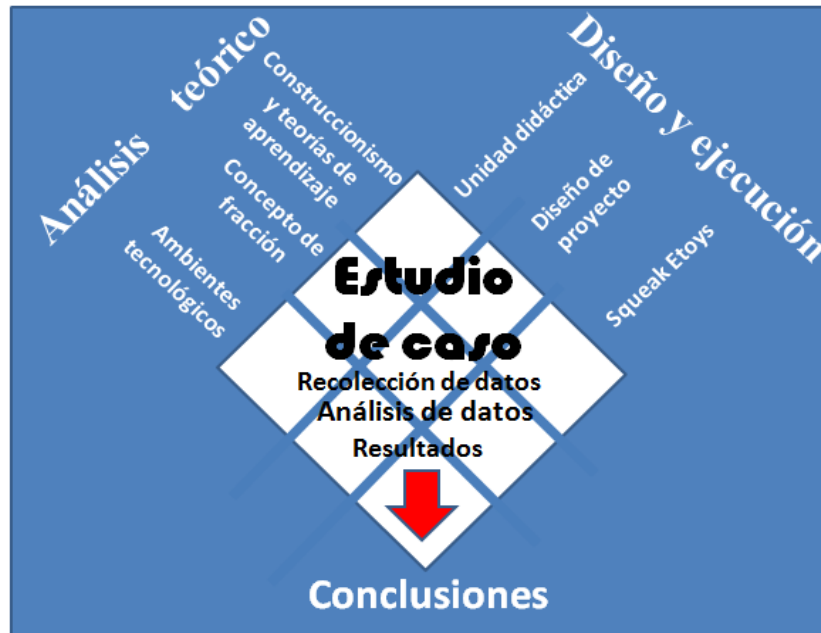 Análisis teórico
Construccionismo
y teorías de
aprendizaje
Concepto de
fracción
Ambientes
tecnológicos
Diseño y ejecución
Unidad didáctica
Diseño de
proyecto
Squeak Etoys
Estudio
de caso
Recolección de datos
Análisis de datos
Resultados
Conclusiones